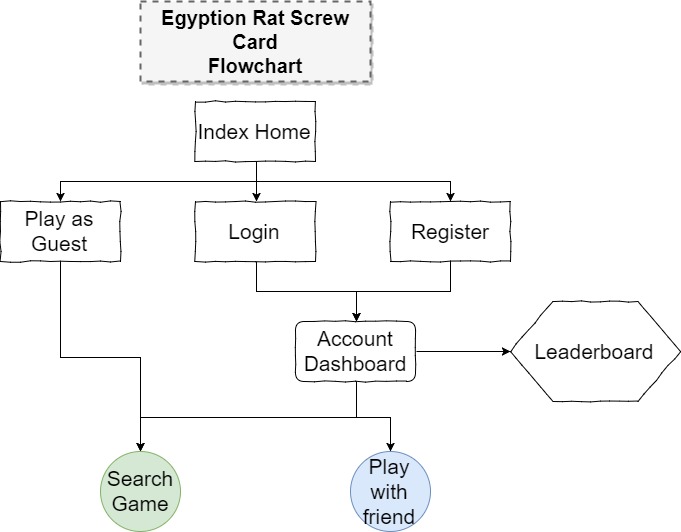 Egyption Rat Screw
Card
Flowchart
Index Home
Play as
Guest
Login
Register
Account
Dashboard
Leaderboard
Search
Game
Play
with
friend